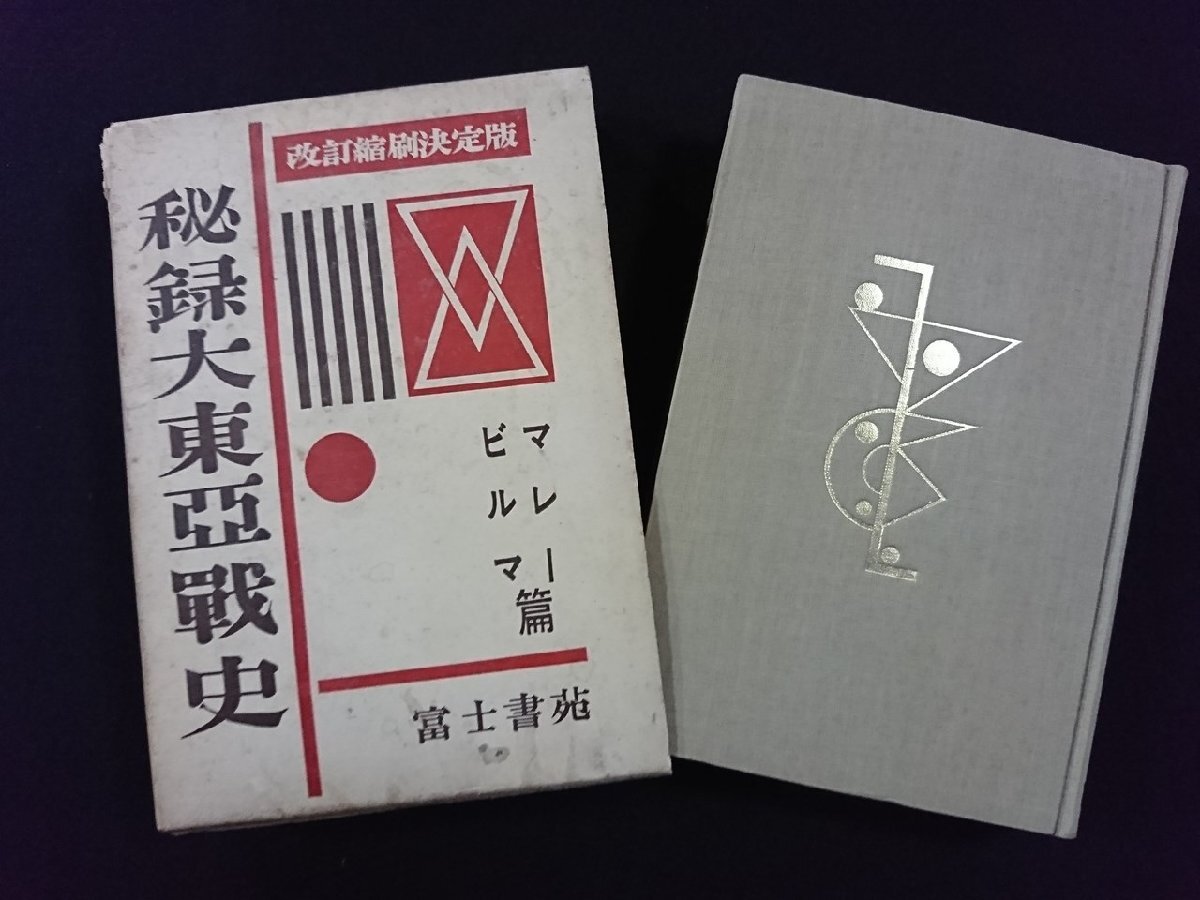 改訂縮刷決定版
秘録大東亞戰史
マレー
ビルマ篇
富士書苑